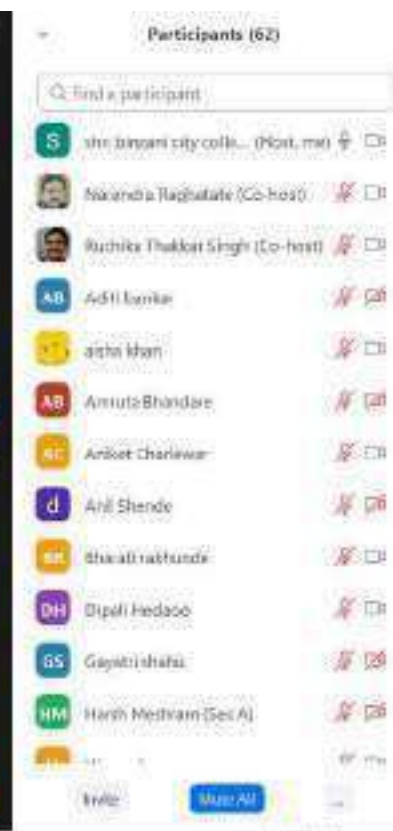 Participants (62)
Find a participant
S shri binzani city colle... (Host, me)
Narendra Raghatate (Co-host)
Ruchika Thakkar Singh (Co-host)
AB Aditi
aisha khan
AB Amruta Bhandare
AC Aniket Charlewar
d Anil Shende
BR Bharati rakhunde
DH Dipali Hedaoo
GS Gayatri shahu
HM Harsh Meshram (Sec A)
Invite
Mute All
...